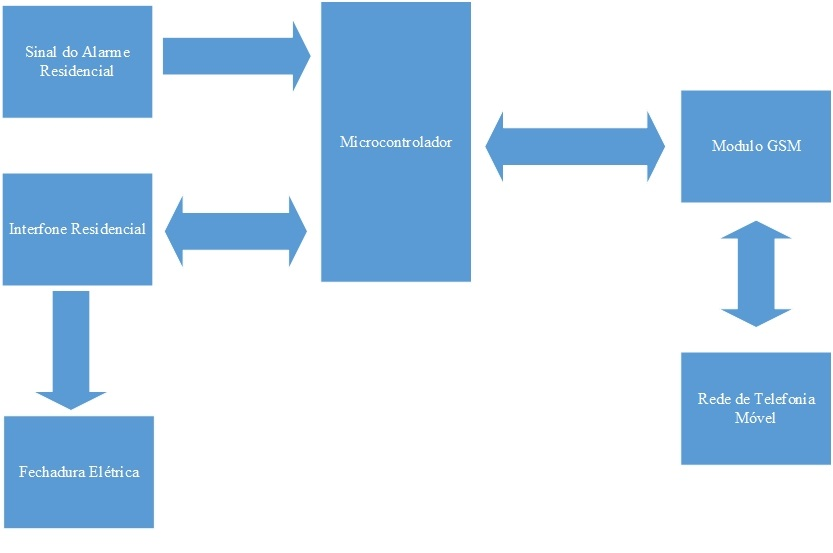 Sinal do Alarme
Residencial
Microcontrolador
Modulo GSM
Interfone Residencial
Rede de Telefonia
Móvel
Fechadura Elétrica